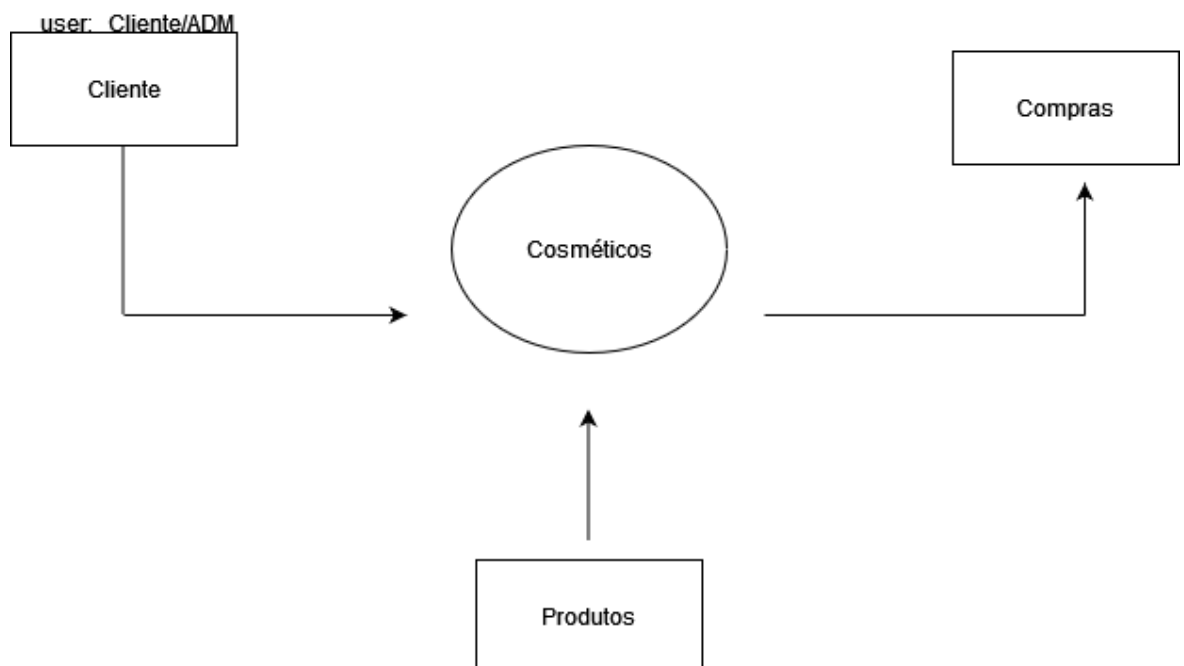 user: Cliente/ADM
Cliente
Compras
Cosméticos
Produtos